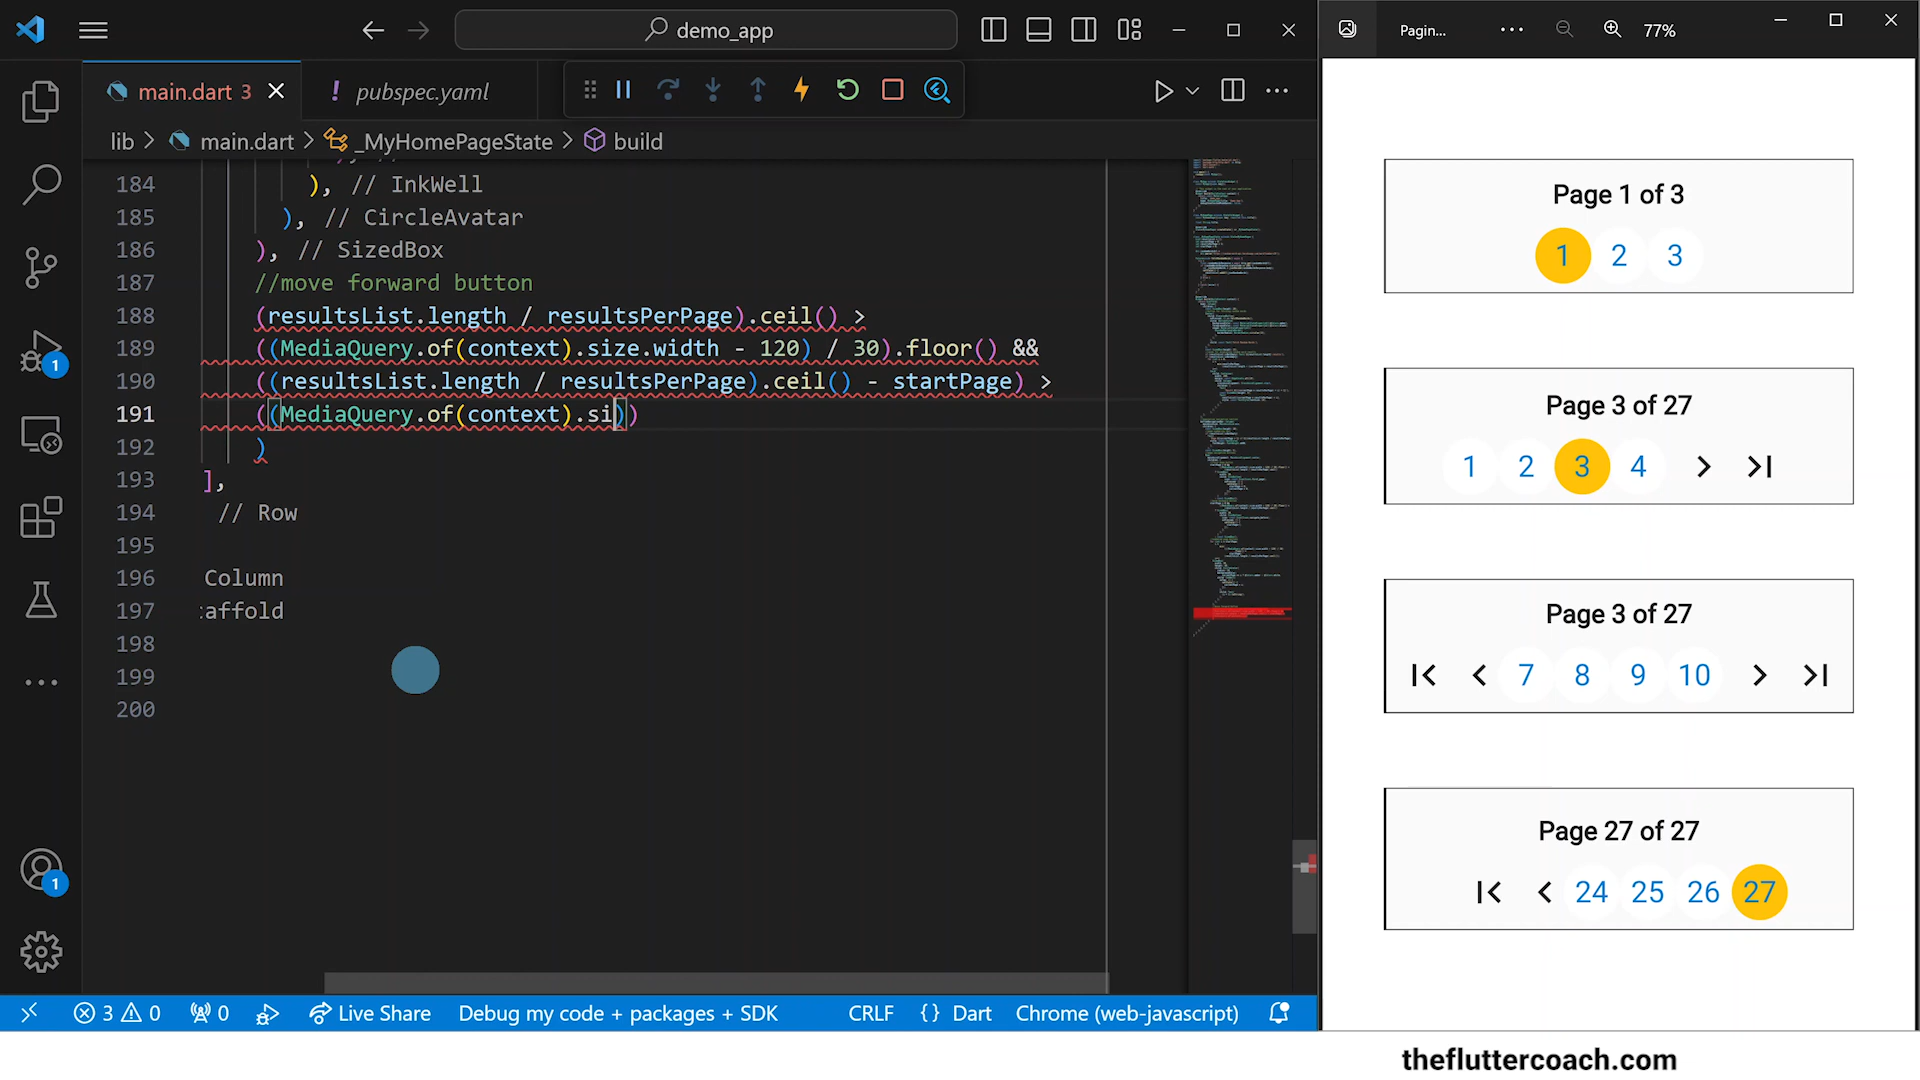 demo_app
Pagin...
77%
main.dart 3
! pubspec.yaml
lib > main.dart > _MyHomePageState > build
184 ), // InkWell
185 ), // CircleAvatar
186 ), // SizedBox
187 //move forward button
188 (resultsList.length / resultsPerPage).ceil() >
189 ((MediaQuery.of(context).size.width - 120) / 30).floor() &&
190 ((resultsList.length / resultsPerPage).ceil() - startPage) >
191 ((MediaQuery.of(context).si))
192 )
193 ],
194 // Row
195
196 Column
197 affold
198
199
200
1
1
3 0 0 Live Share Debug my code + packages + SDK CRLF {} Dart Chrome (web-javascript)
Page 1 of 3
1 2 3
Page 3 of 27
1 2 3 4 > >|
Page 3 of 27
|< < 7 8 9 10 > >|
Page 27 of 27
|< < 24 25 26 27
thefluttercoach.com